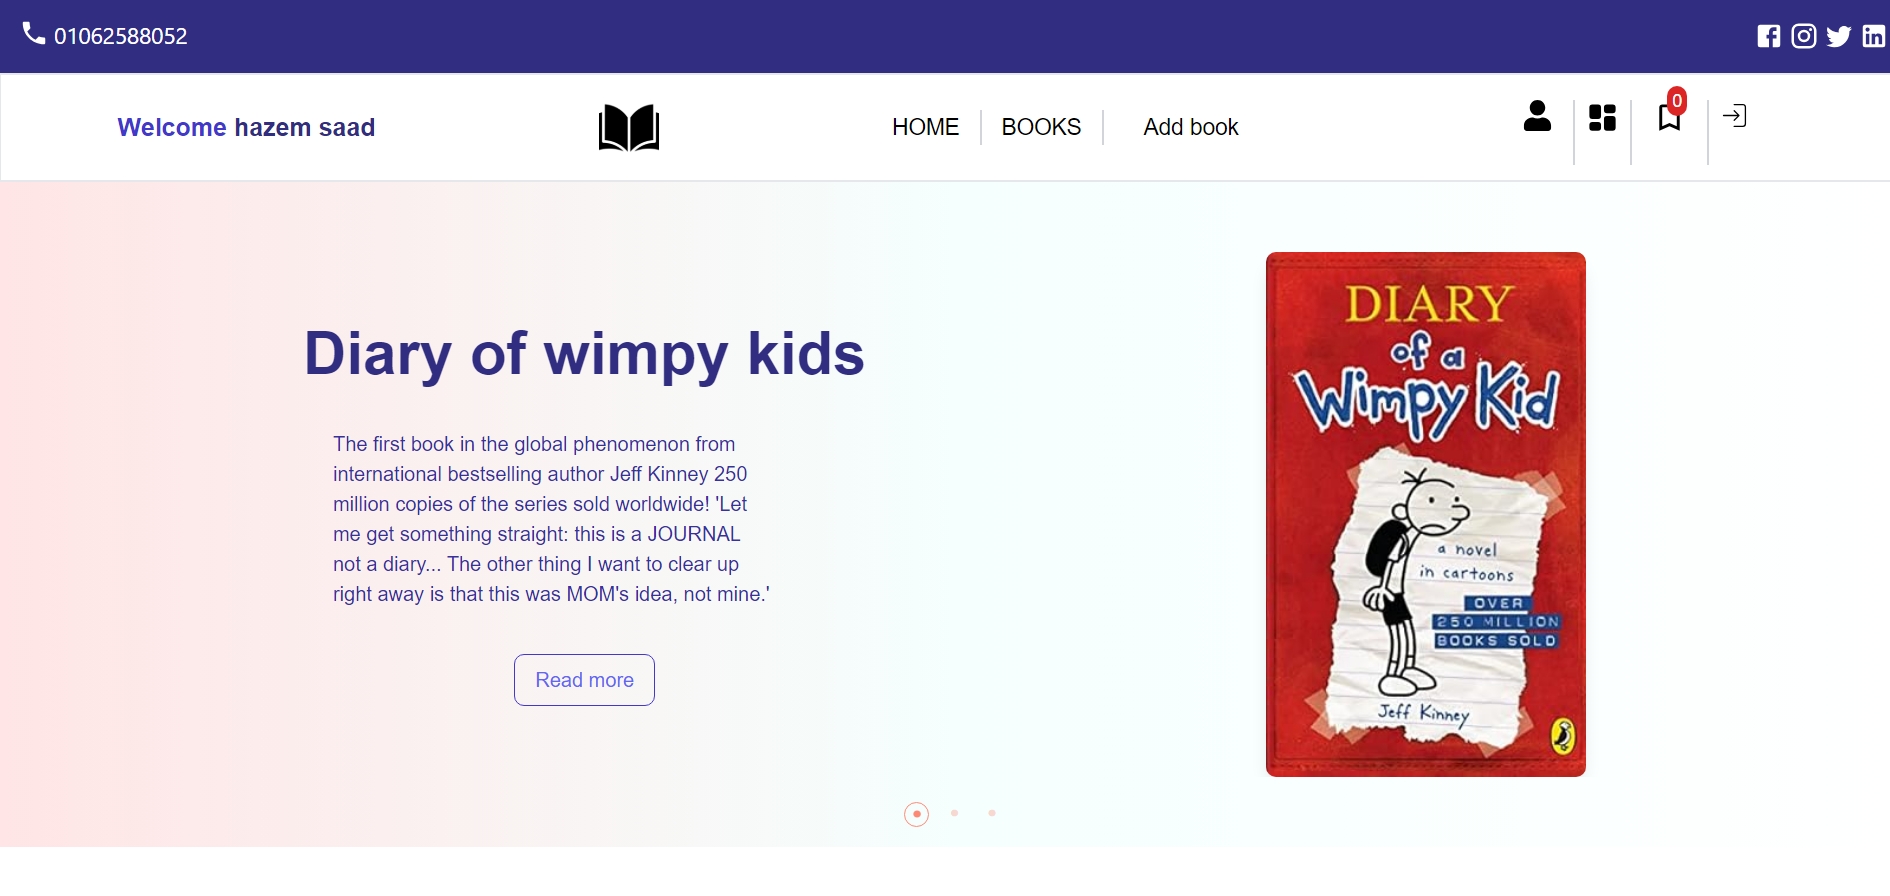 01062588052
Welcome hazem saad
HOME
BOOKS
Add book
0
Diary of wimpy kids
The first book in the global phenomenon from
international bestselling author Jeff Kinney 250
million copies of the series sold worldwide! 'Let
me get something straight: this is a JOURNAL
not a diary... The other thing I want to clear up
right away is that this was MOM's idea, not mine.'
Read more
DIARY
of a
Wimpy Kid
a novel
in cartoons
OVER
250 MILLION
BOOKS SOLD
Jeff Kinney